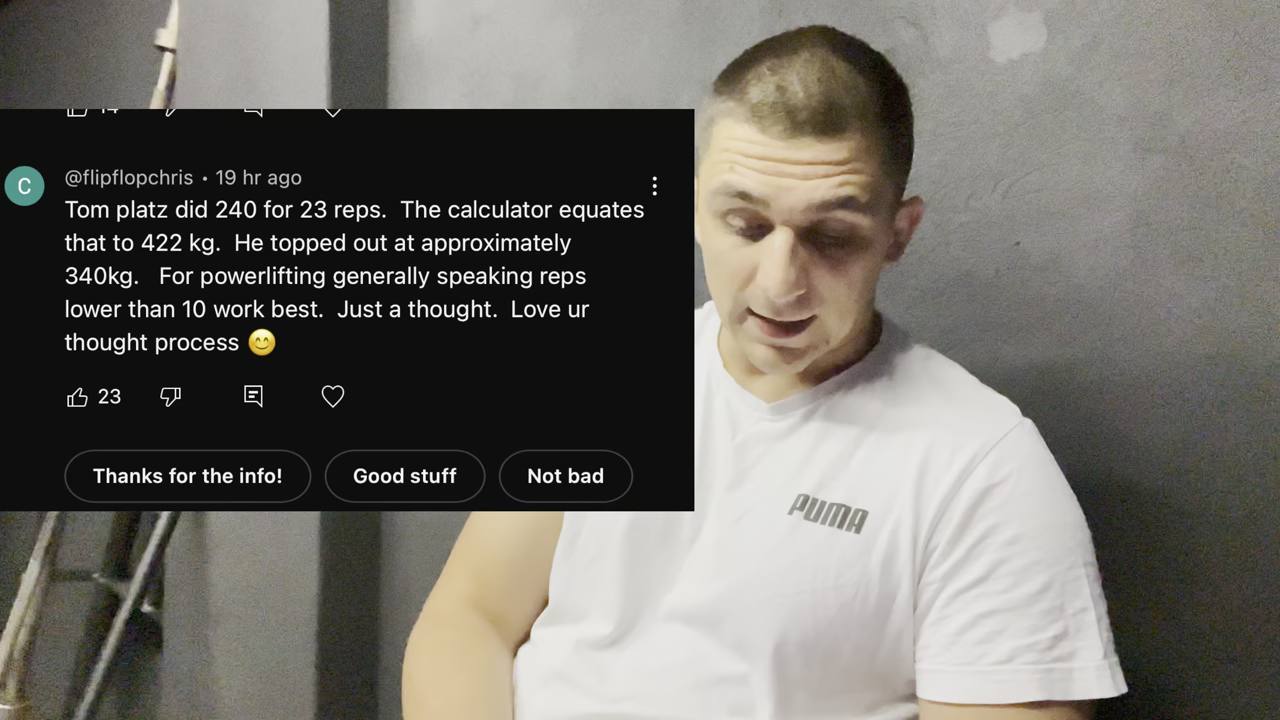 14
C
@flipflopchris • 19 hr ago
Tom platz did 240 for 23 reps. The calculator equates
that to 422 kg. He topped out at approximately
340kg. For powerlifting generally speaking reps
lower than 10 work best. Just a thought. Love ur
thought process 😊
23
Thanks for the info!
Good stuff
Not bad
PUMA